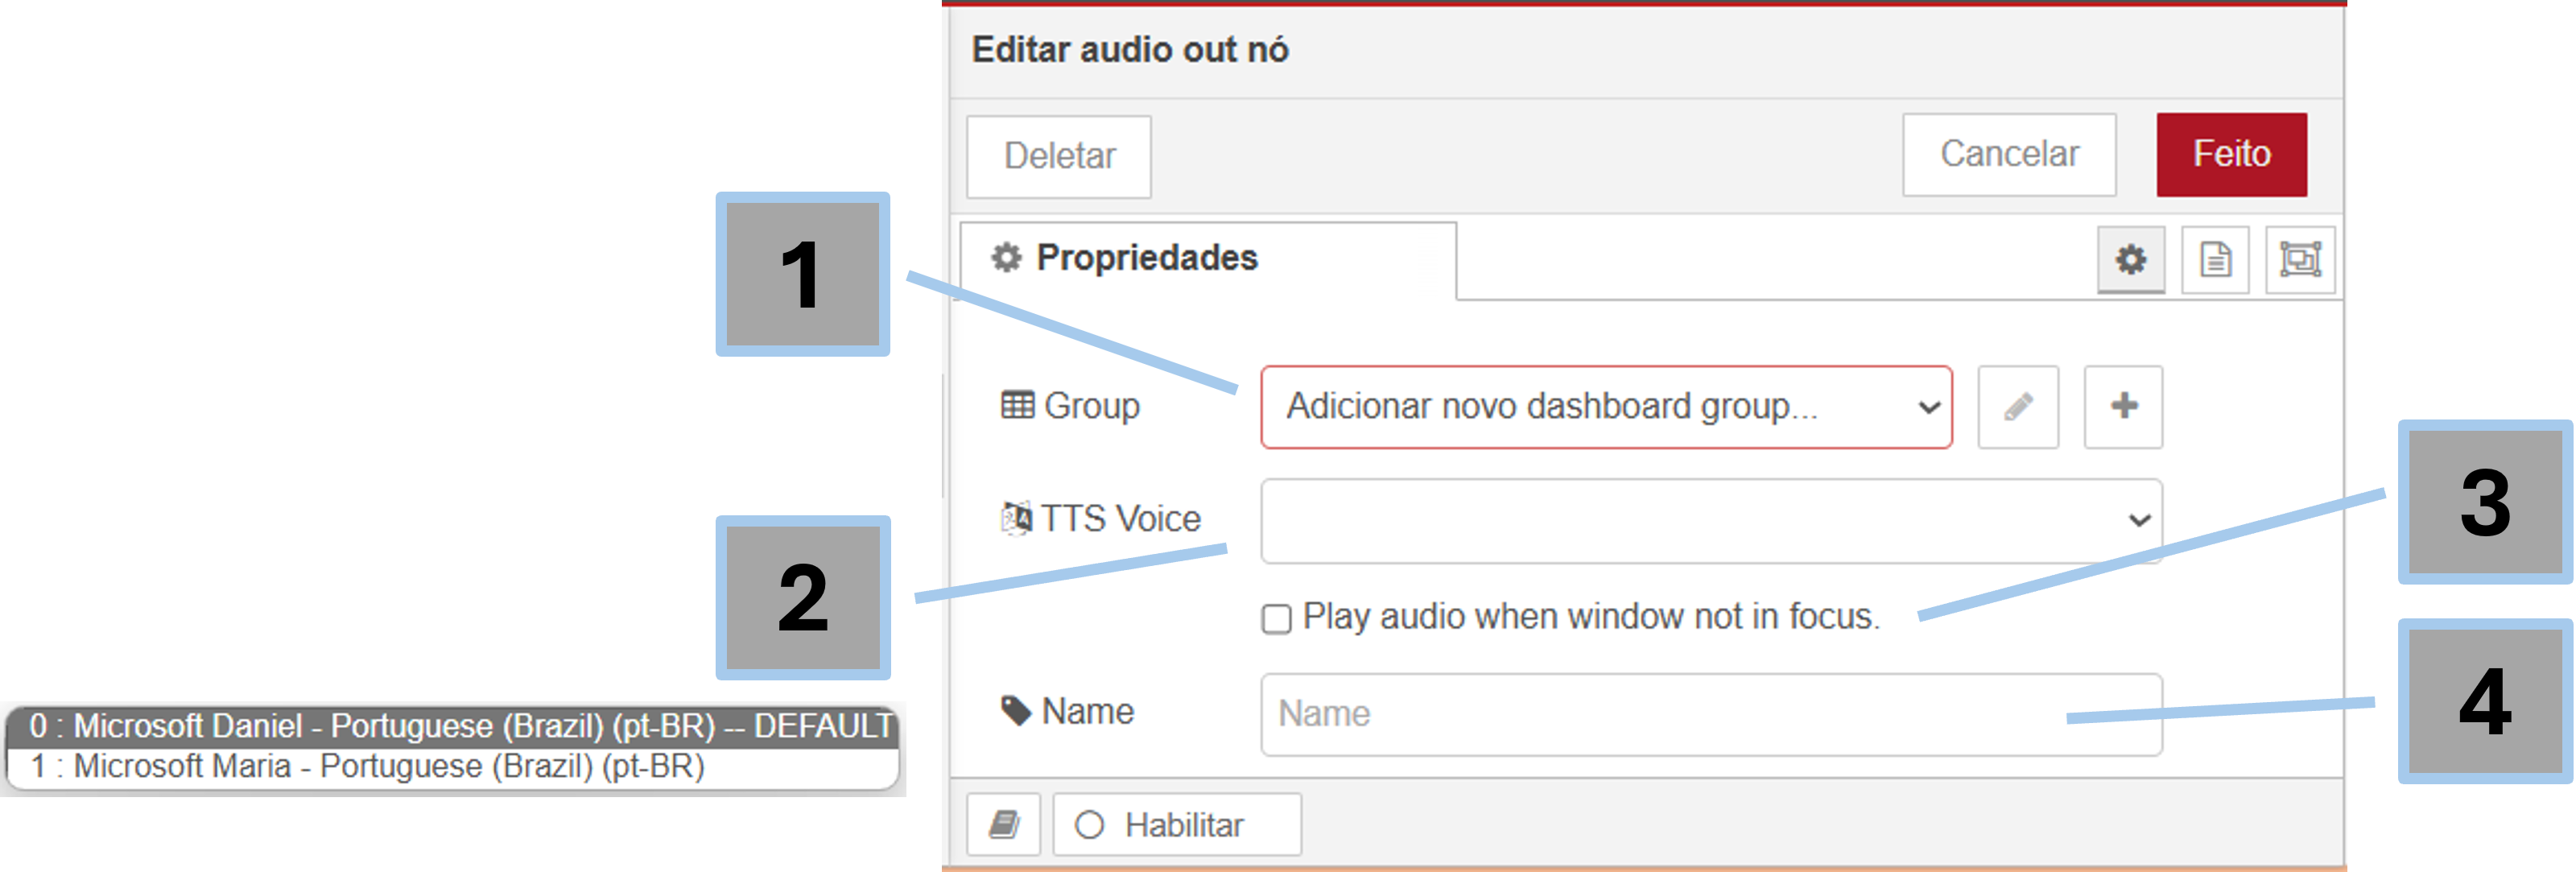 Editar audio out nó
Deletar
Cancelar
Feito
1
Propriedades
Group
Adicionar novo dashboard group...
2
TTS Voice
3
Play audio when window not in focus.
4
Name
Name
0 : Microsoft Daniel - Portuguese (Brazil) (pt-BR) -- DEFAULT
1 : Microsoft Maria - Portuguese (Brazil) (pt-BR)
Habilitar